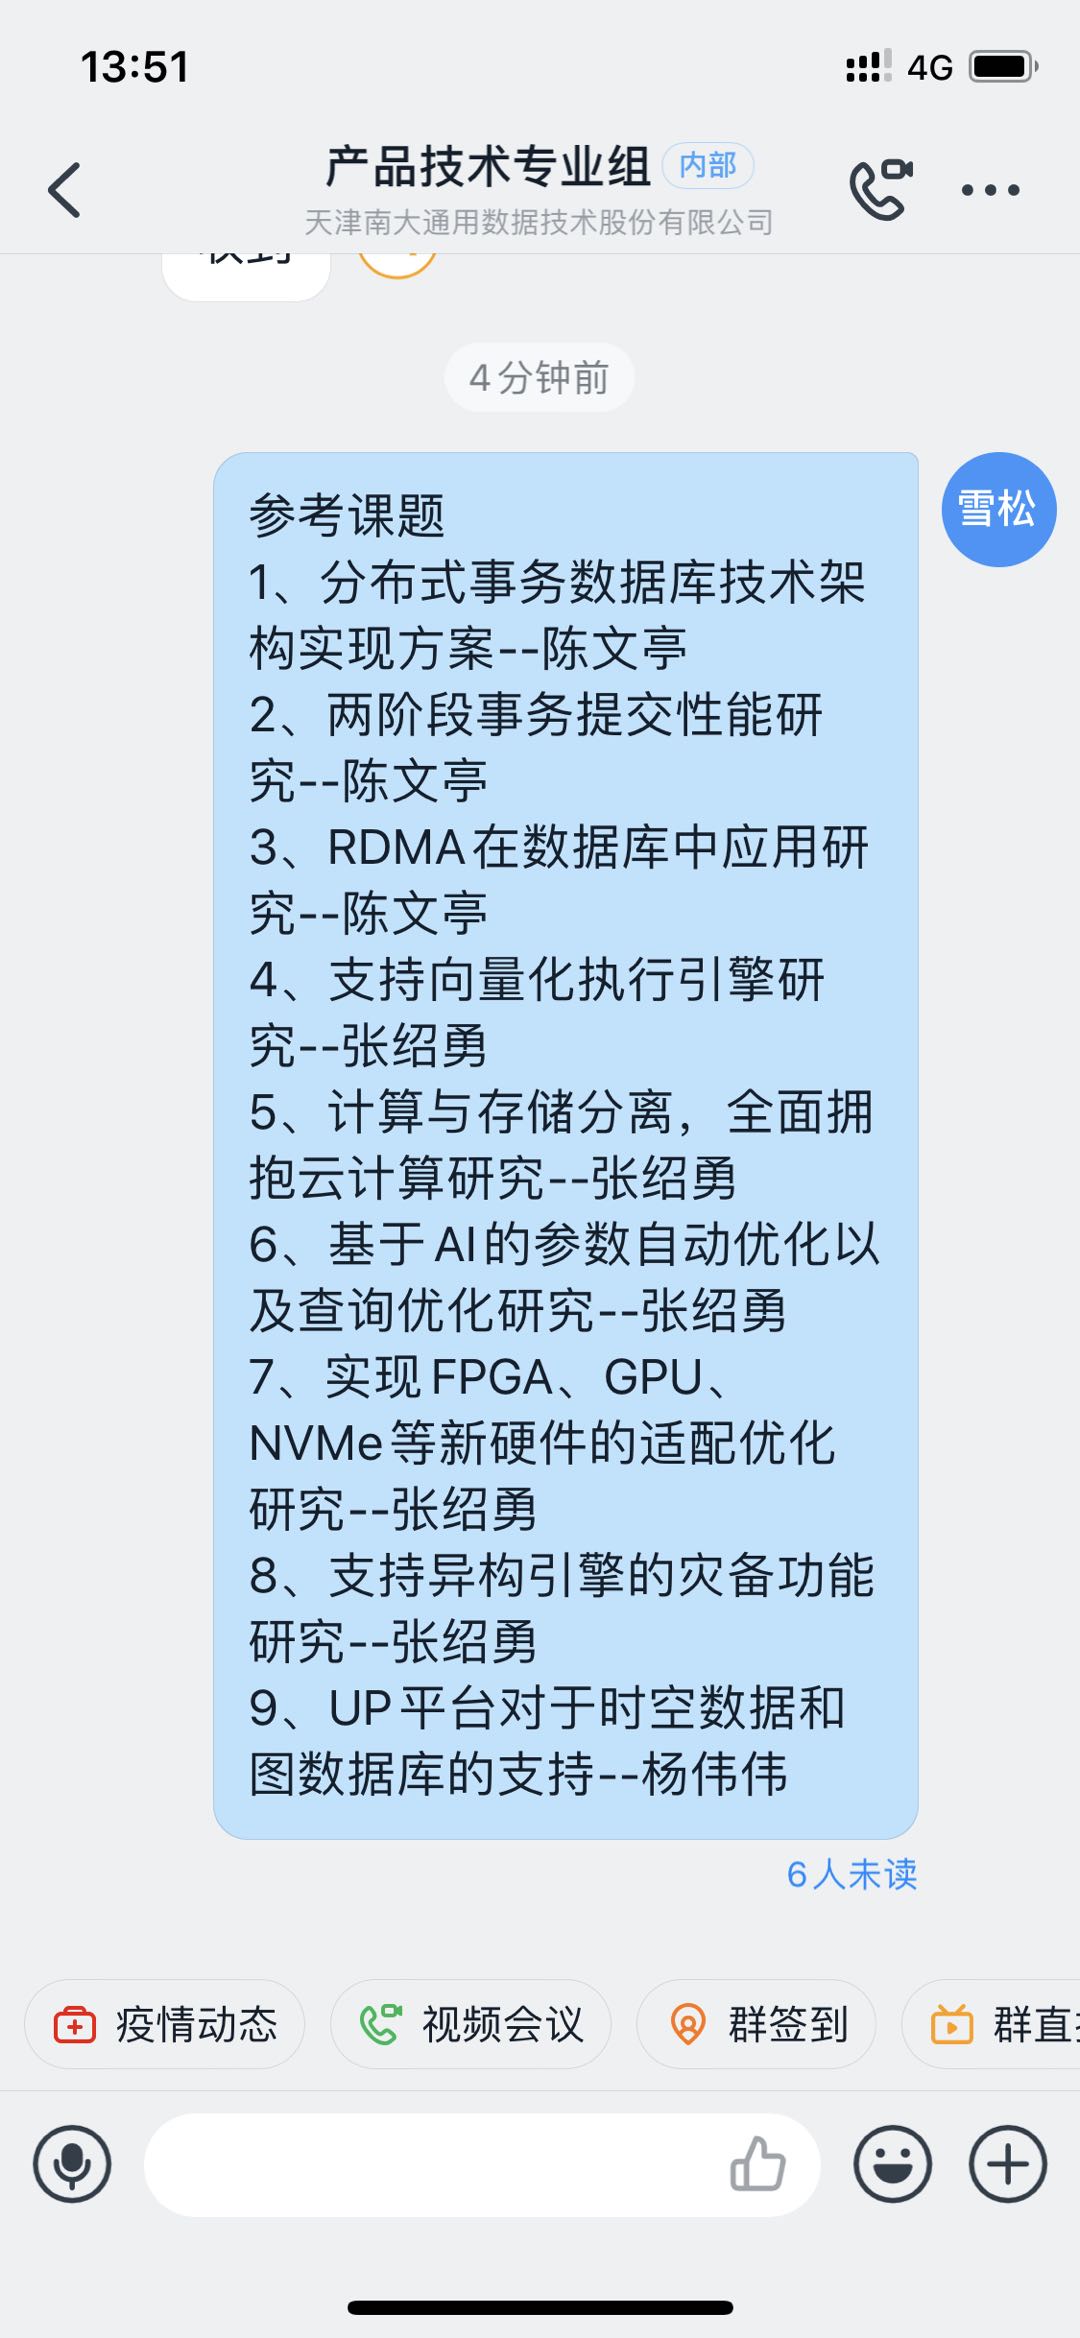 13:51
4G
产品技术专业组 内部
天津南大通用数据技术股份有限公司
收到
4分钟前
雪松
参考课题
1、分布式事务数据库技术架
构实现方案--陈文亭
2、两阶段事务提交性能研
究--陈文亭
3、RDMA在数据库中应用研
究--陈文亭
4、支持向量化执行引擎研
究--张绍勇
5、计算与存储分离，全面拥
抱云计算研究--张绍勇
6、基于AI的参数自动优化以
及查询优化研究--张绍勇
7、实现FPGA、GPU、
NVMe等新硬件的适配优化
研究--张绍勇
8、支持异构引擎的灾备功能
研究--张绍勇
9、UP平台对于时空数据和
图数据库的支持--杨伟伟
6人未读
疫情动态 视频会议 群签到 群直